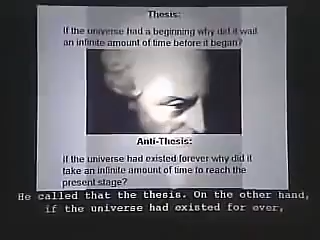 Thesis:
If the universe had a beginning why did it wait
an infinite amount of time before it began?
Anti-Thesis:
If the universe had existed forever why did it
take an infinite amount of time to reach the
present stage?
He called that the thesis. On the other hand,
if the universe had existed for ever,